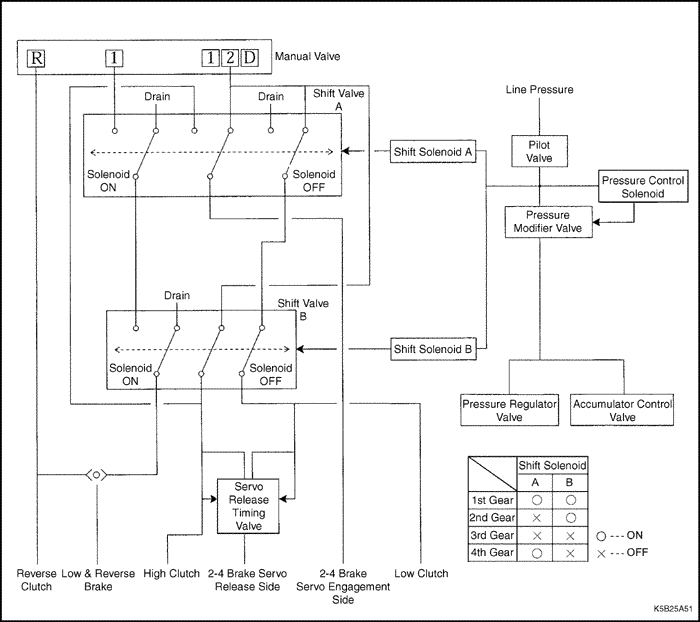 R
1
1 2 D
Manual Valve
Drain
Drain
Shift Valve
A
Solenoid
ON
Solenoid
OFF
Shift Solenoid A
Line Pressure
Pilot
Valve
Pressure Control
Solenoid
Pressure
Modifier Valve
Drain
Shift Valve
B
Solenoid
ON
Solenoid
OFF
Shift Solenoid B
Pressure Regulator
Valve
Accumulator Control
Valve
Servo
Release
Timing
Valve
Shift Solenoid
A B
1st Gear ○ ○
2nd Gear × ○
3rd Gear × ×
4th Gear ○ ×
○ --- ON
× --- OFF
Reverse
Clutch
Low & Reverse
Brake
High Clutch
2-4 Brake Servo
Release Side
2-4 Brake
Servo Engagement
Side
Low Clutch
K5B25A51